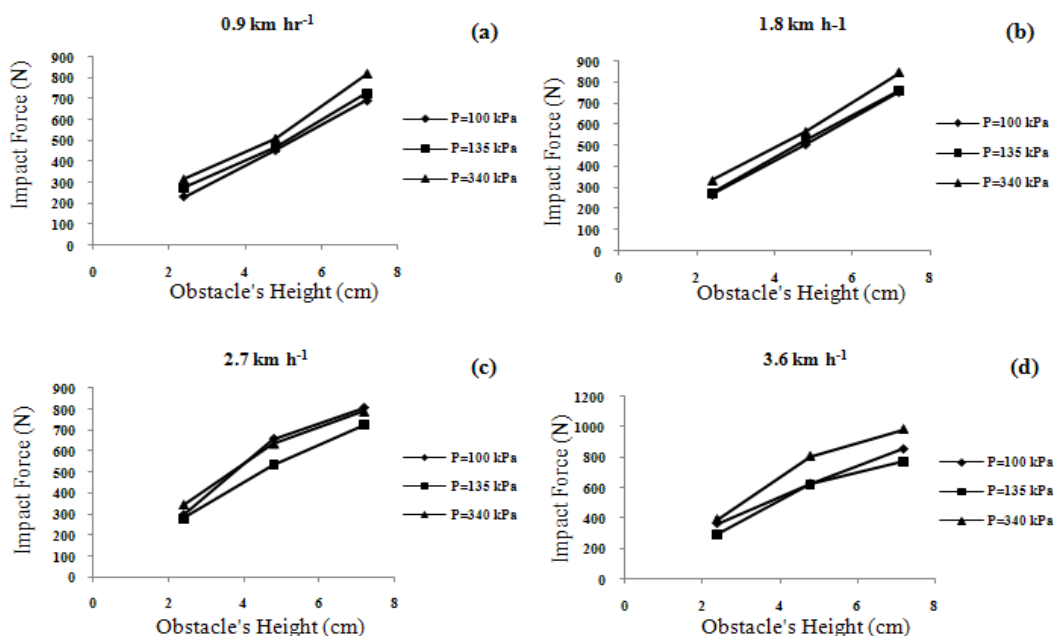 0.9 km hr-1
(a)
900
800
700
600
500
400
300
200
100
0
0 2 4 6 8
Impact Force (N)
Obstacle's Height (cm)
P=100 kPa
P=135 kPa
P=340 kPa
1.8 km h-1
(b)
900
800
700
600
500
400
300
200
100
0
0 2 4 6 8
Impact Force (N)
Obstacle's Height (cm)
P=100 kPa
P=135 kPa
P=340 kPa
2.7 km h-1
(c)
900
800
700
600
500
400
300
200
100
0
0 2 4 6 8
Impact Force (N)
Obstacle's Height (cm)
P=100 kPa
P=135 kPa
P=340 kPa
3.6 km h-1
(d)
1200
1000
800
600
400
200
0
0 2 4 6 8
Impact Force (N)
Obstacle's Height (cm)
P=100 kPa
P=135 kPa
P=340 kPa